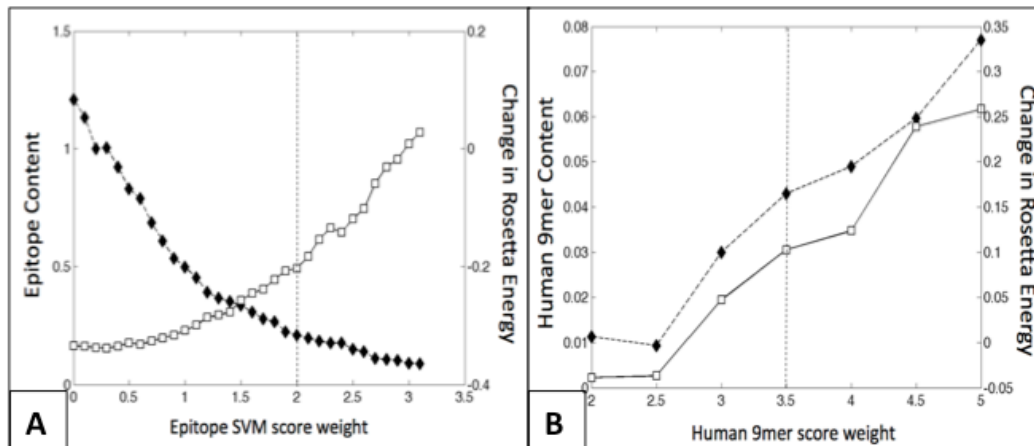 1.5
1
0.5
0
0.2
0
-0.2
-0.4
0 0.5 1 1.5 2 2.5 3 3.5
Epitope Content
Change in Rosetta Energy
Epitope SVM score weight
A
0.08
0.07
0.06
0.05
0.04
0.03
0.02
0.01
0
0.35
0.3
0.25
0.2
0.15
0.1
0.05
0
-0.05
2 2.5 3 3.5 4 4.5 5
Human 9mer Content
Change in Rosetta Energy
Human 9mer score weight
B